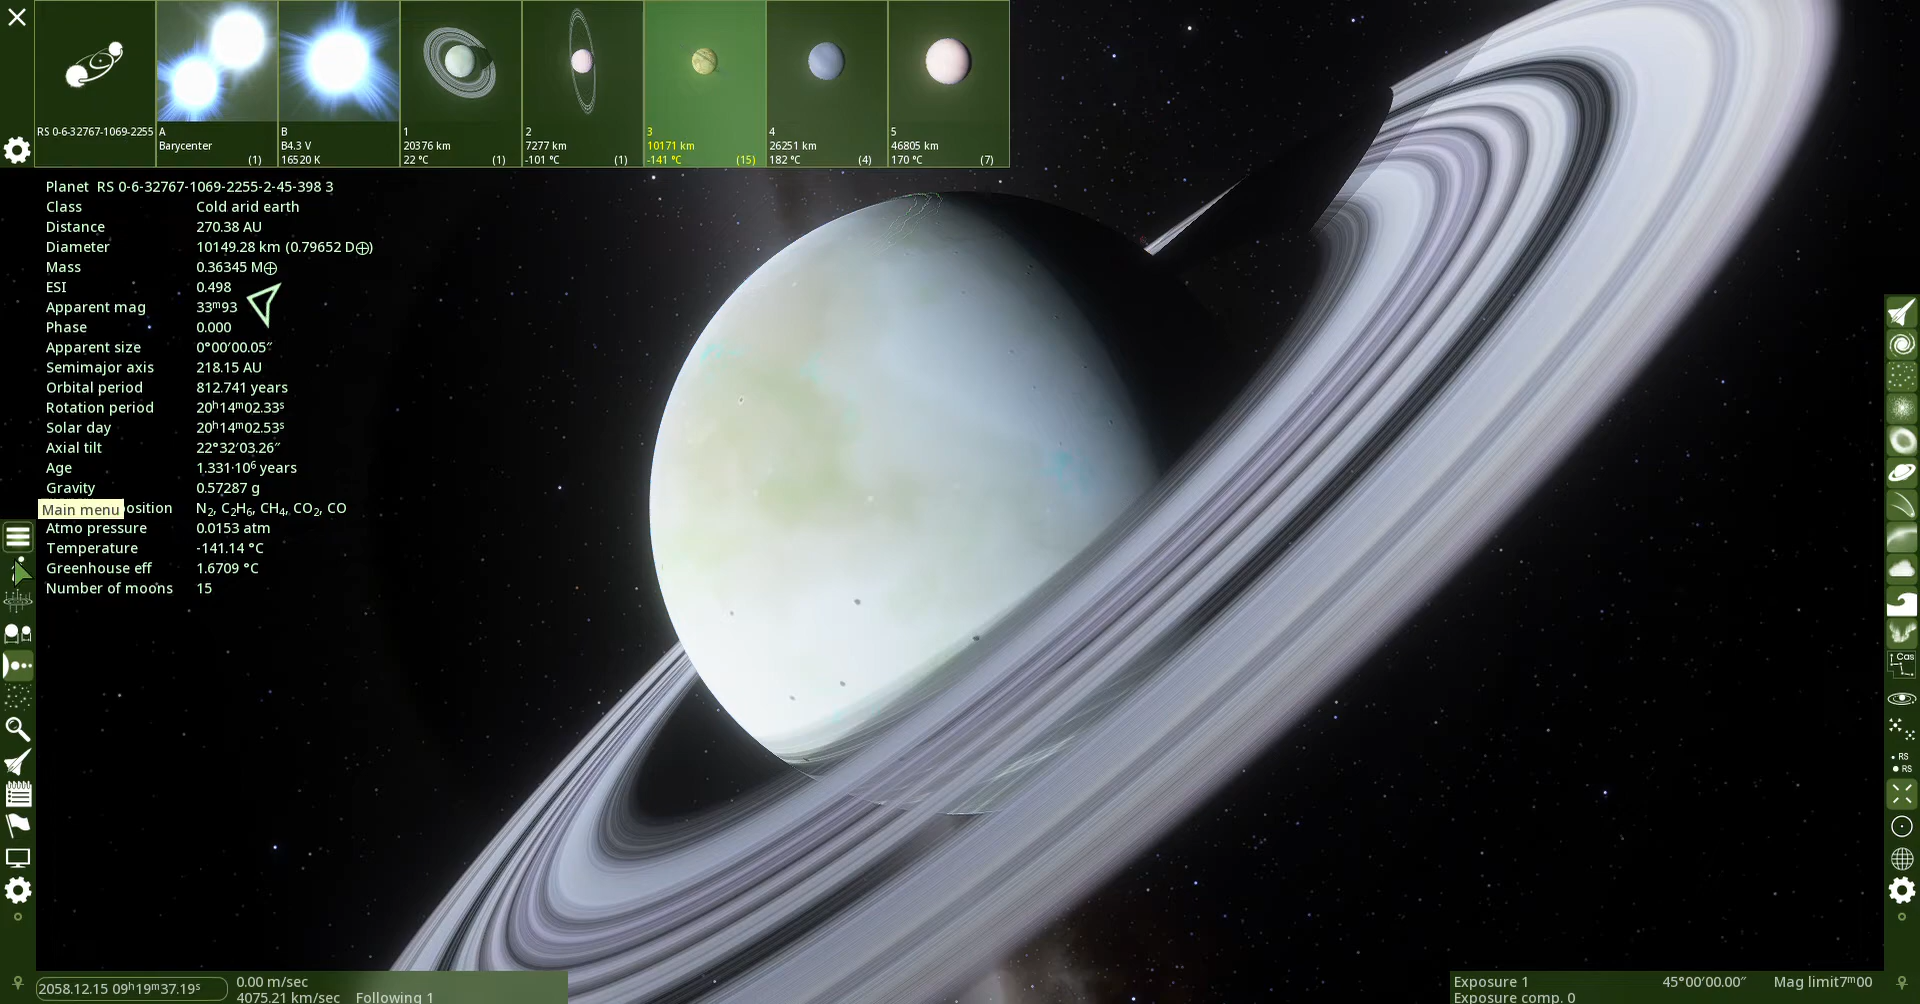 RS 0-6-32767-1069-2255
A
Barycenter
(1)
B
B4.3 V
16520 K
1
20376 km
22 °C (1)
2
7277 km
-101 °C (1)
3
10171 km
-141 °C (15)
4
26251 km
182 °C (4)
5
46805 km
170 °C (7)
Planet RS 0-6-32767-1069-2255-2-45-398 3
Class Cold arid earth
Distance 270.38 AU
Diameter 10149.28 km (0.79652 D⊕)
Mass 0.36345 M⊕
ESI 0.498
Apparent mag 33ᵐ93
Phase 0.000
Apparent size 0°00′00.05″
Semimajor axis 218.15 AU
Orbital period 812.741 years
Rotation period 20ʰ14ᵐ02.33ˢ
Solar day 20ʰ14ᵐ02.53ˢ
Axial tilt 22°32′03.26″
Age 1.331·10⁶ years
Gravity 0.57287 g
Main menu osition N₂, C₂H₆, CH₄, CO₂, CO
Atmo pressure 0.0153 atm
Temperature -141.14 °C
Greenhouse eff 1.6709 °C
Number of moons 15
Cas
RS
RS
2058.12.15 09ʰ19ᵐ37.19ˢ
0.00 m/sec
4075.21 km/sec Following 1
Exposure 1 45°00′00.00″ Mag limit7ᵐ00
Exposure comp. 0